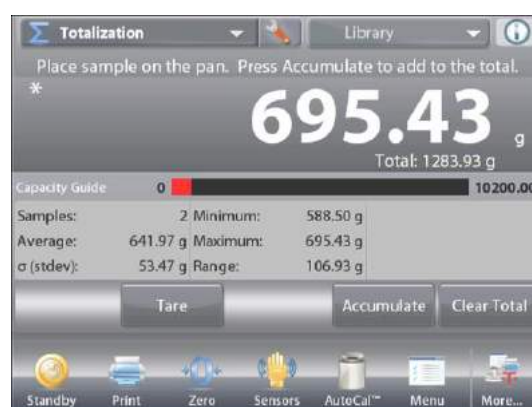 Σ Totalization Library
Place sample on the pan. Press Accumulate to add to the total.
*
695.43 g
Total: 1283.93 g
Capacity Guide 0 10200.00
Samples: 2 Minimum: 588.50 g
Average: 641.97 g Maximum: 695.43 g
σ (stdev): 53.47 g Range: 106.93 g
Tare Accumulate Clear Total
Standby Print Zero Sensors AutoCal™ Menu More...